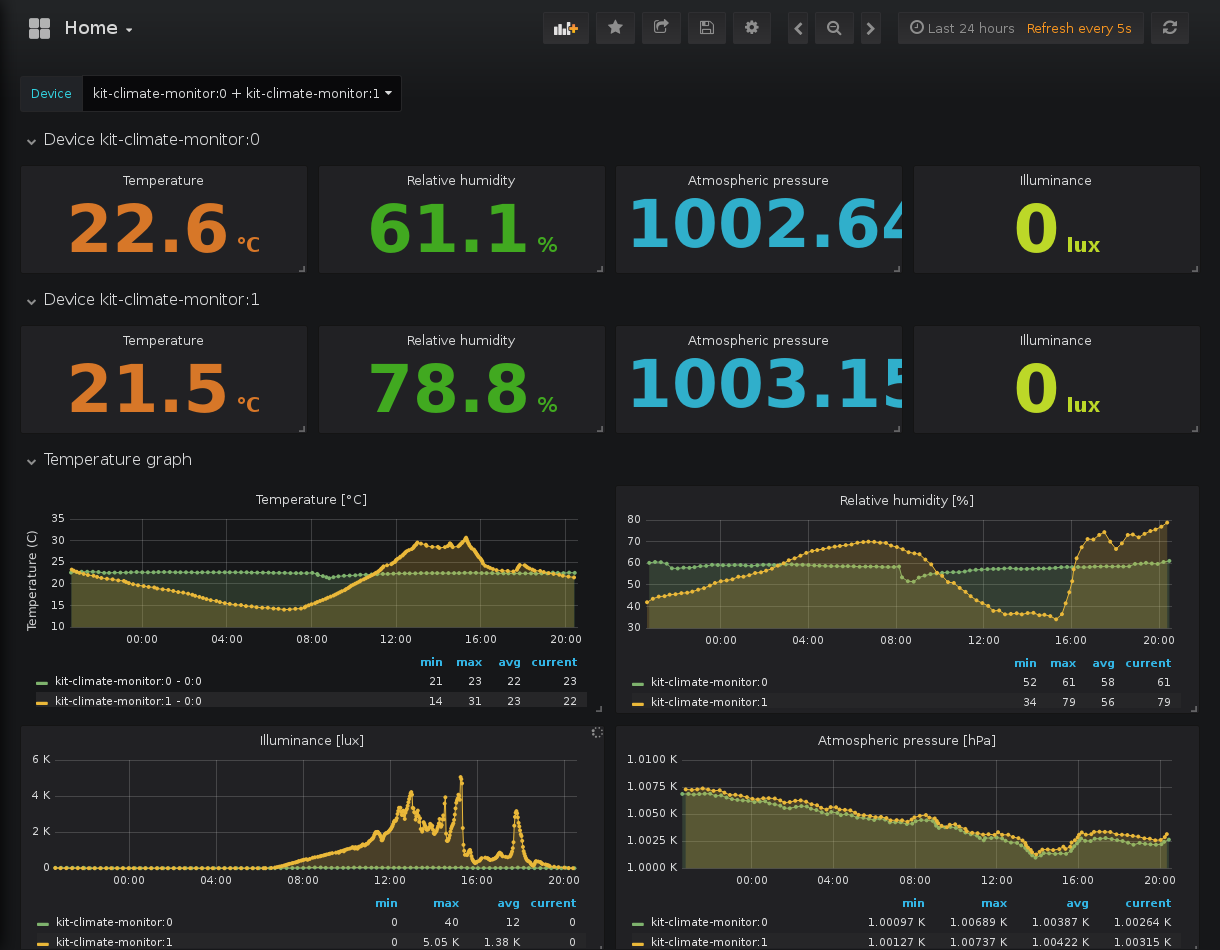 Home
Last 24 hours Refresh every 5s
Device kit-climate-monitor:0 + kit-climate-monitor:1
Device kit-climate-monitor:0
Temperature Relative humidity Atmospheric pressure Illuminance
22.6 °C 61.1 % 1002.64 0 lux
Device kit-climate-monitor:1
Temperature Relative humidity Atmospheric pressure Illuminance
21.5 °C 78.8 % 1003.15 0 lux
Temperature graph
Temperature [°C]
Temperature (C)
35
30
25
20
15
10
00:00 04:00 08:00 12:00 16:00 20:00
min max avg current
kit-climate-monitor:0 - 0:0 21 23 22 23
kit-climate-monitor:1 - 0:0 14 31 23 22
Relative humidity [%]
80
70
60
50
40
30
00:00 04:00 08:00 12:00 16:00 20:00
min max avg current
kit-climate-monitor:0 52 61 58 61
kit-climate-monitor:1 34 79 56 79
Illuminance [lux]
6 K
4 K
2 K
0
00:00 04:00 08:00 12:00 16:00 20:00
min max avg current
kit-climate-monitor:0 0 40 12 0
kit-climate-monitor:1 0 5.05 K 1.38 K 0
Atmospheric pressure [hPa]
1.0100 K
1.0075 K
1.0050 K
1.0025 K
1.0000 K
00:00 04:00 08:00 12:00 16:00 20:00
min max avg current
kit-climate-monitor:0 1.00097 K 1.00689 K 1.00387 K 1.00264 K
kit-climate-monitor:1 1.00127 K 1.00737 K 1.00422 K 1.00315 K